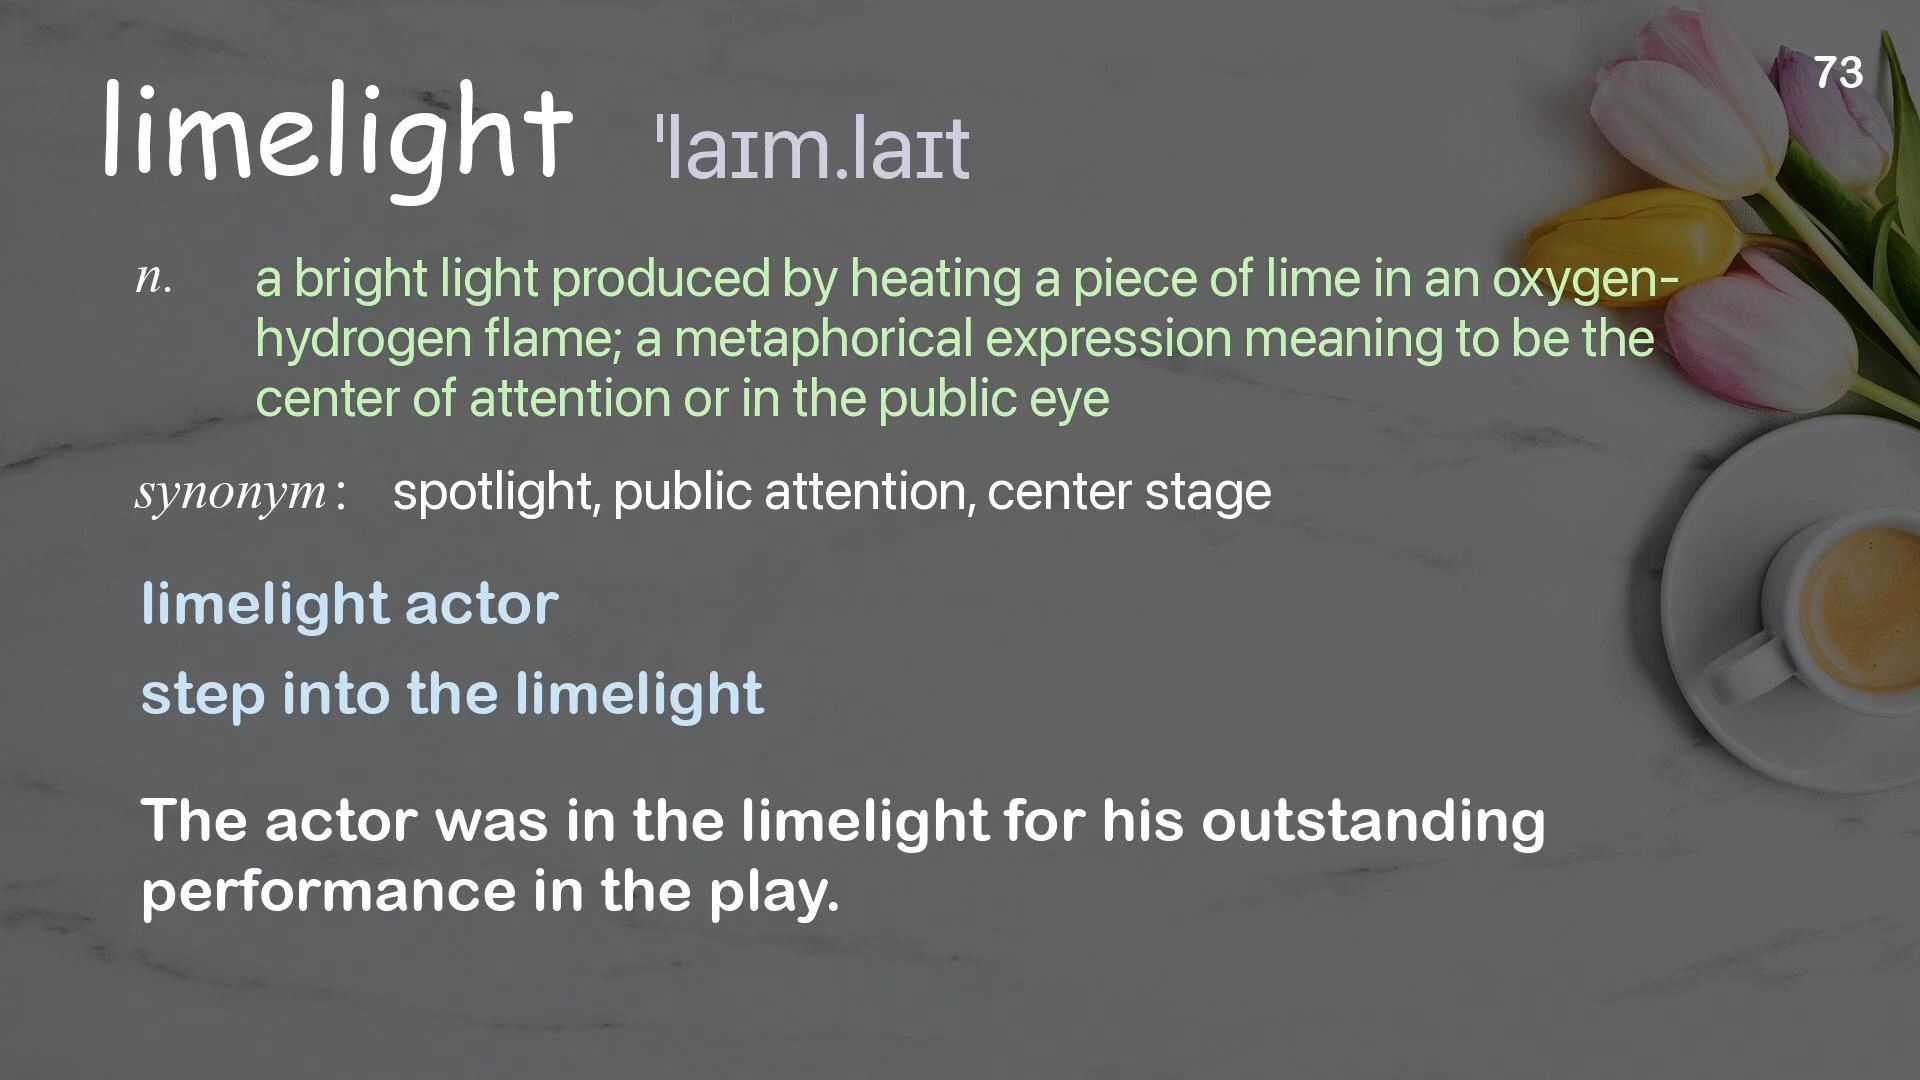 73
limelight ˈlaɪm.laɪt
n. a bright light produced by heating a piece of lime in an oxygen-
hydrogen flame; a metaphorical expression meaning to be the
center of attention or in the public eye
synonym: spotlight, public attention, center stage
limelight actor
step into the limelight
The actor was in the limelight for his outstanding
performance in the play.